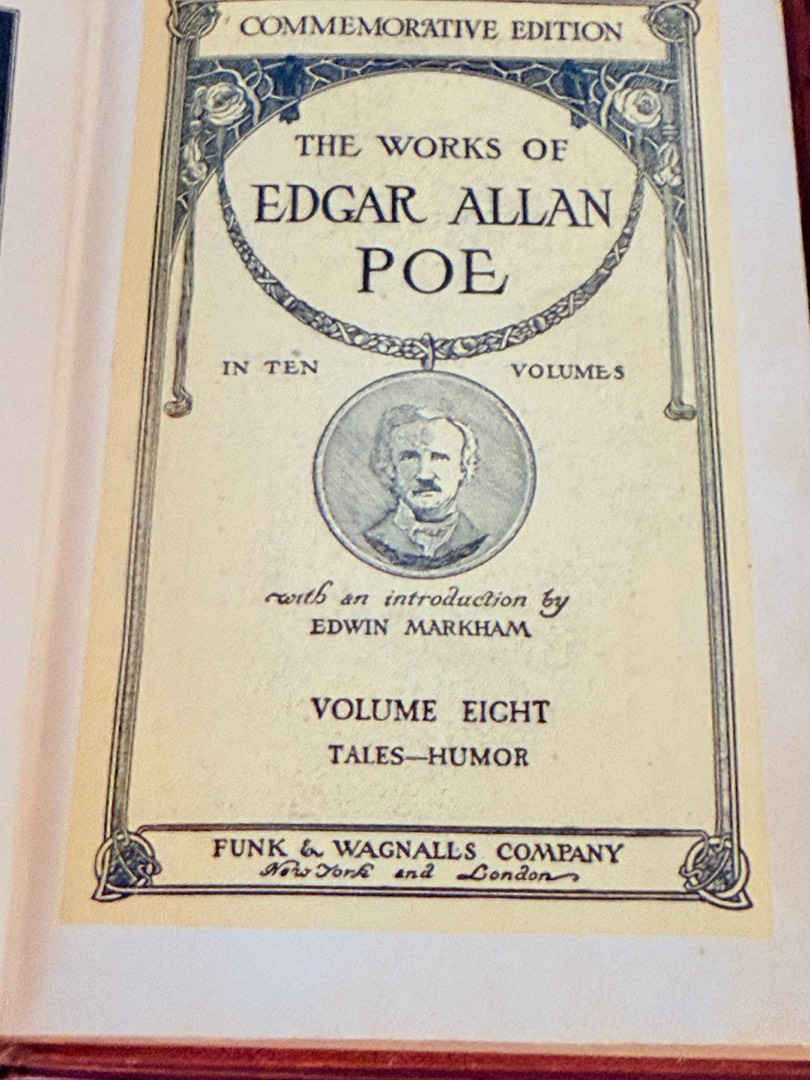 COMMEMORATIVE EDITION
THE WORKS OF
EDGAR ALLAN
POE
IN TEN VOLUMES
with an introduction by
EDWIN MARKHAM
VOLUME EIGHT
TALES—HUMOR
FUNK & WAGNALLS COMPANY
New York and London